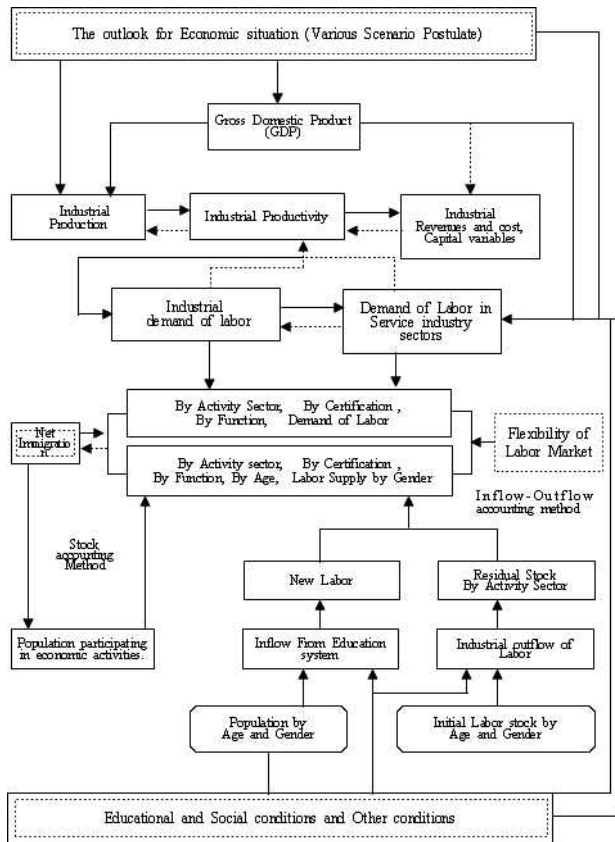 The outlook for Economic situation (Various Scenario Postulate)
Gross Domestic Product
(GDP)
Industrial
Production
Industrial Productivity
Industrial
Revenues and cost,
Capital variables
Industrial
demand of labor
Demand of Labor in
Service industry
sectors
By Activity Sector, By Certification ,
By Function, Demand of Labor
Net
Immigratio
n
Flexibility of
Labor Market
By Activity sector, By Certification ,
By Function, By Age, Labor Supply by Gender
Inflow-Outflow
accounting method
Stock
accounting
Method
New Labor
Residual Stock
By Activity Sector
Population participating
in economic activities.
Inflow From Education
system
Industrial outflow of
Labor
Population by
Age and Gender
Initial Labor stock by
Age and Gender
Educational and Social conditions and Other conditions